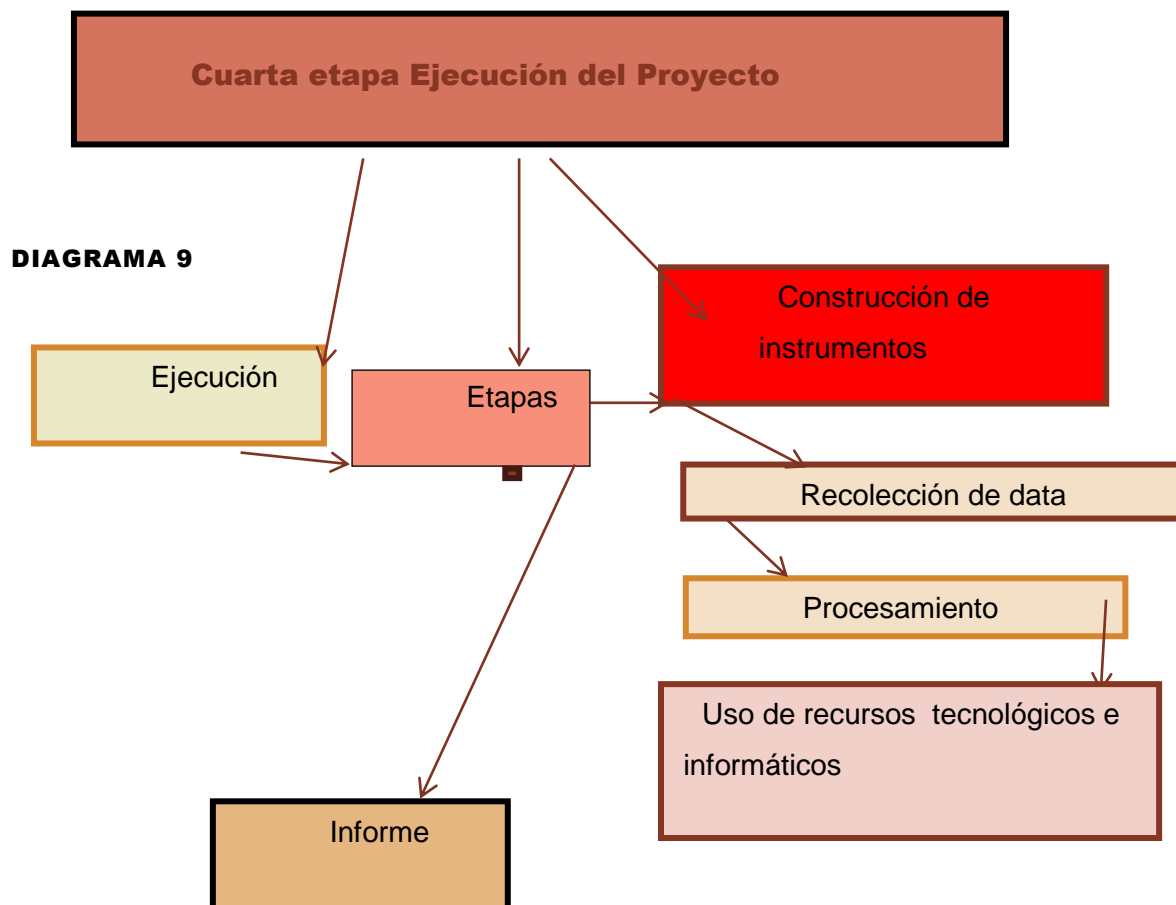 Cuarta etapa Ejecución del Proyecto
DIAGRAMA 9
Construcción de
instrumentos
Ejecución
Etapas
Recolección de data
Procesamiento
Uso de recursos tecnológicos e
informáticos
Informe